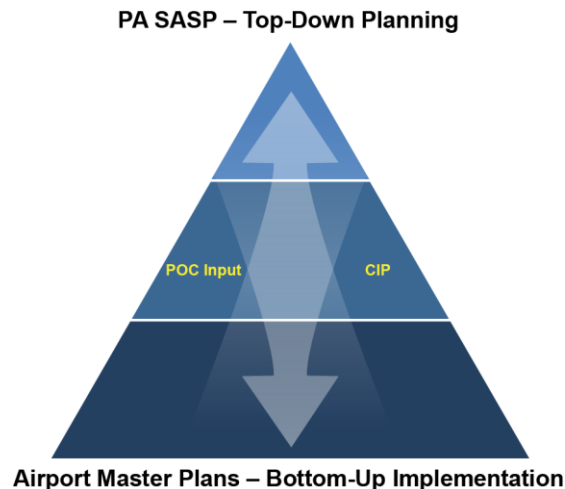 PA SASP – Top-Down Planning
POC Input
CIP
Airport Master Plans – Bottom-Up Implementation